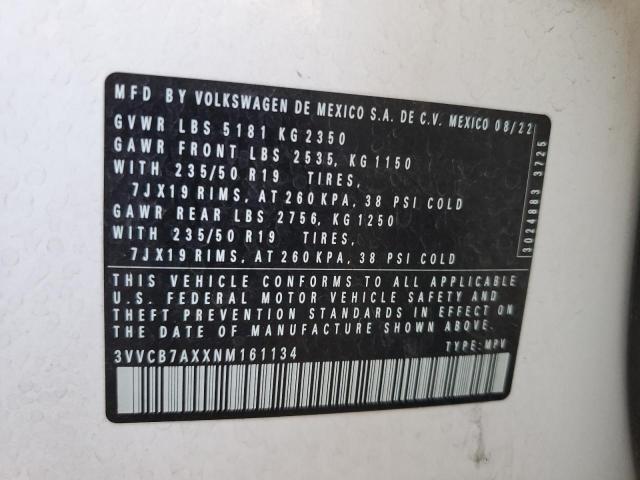 MFD BY VOLKSWAGEN DE MEXICO S.A. DE C.V. MEXICO 08/22
GVWR LBS 5181 KG 2350
GAWR FRONT LBS 2535, KG 1150
WITH 235/50 R19 TIRES,
7JX19 RIMS, AT 260 KPA, 38 PSI COLD
GAWR REAR LBS 2756, KG 1250
WITH 235/50 R19 TIRES,
7JX19 RIMS, AT 260 KPA, 38 PSI COLD
3024883 3725
THIS VEHICLE CONFORMS TO ALL APPLICABLE
U.S. FEDERAL MOTOR VEHICLE SAFETY AND
THEFT PREVENTION STANDARDS IN EFFECT ON
THE DATE OF MANUFACTURE SHOWN ABOVE.
3VVCB7AXXNM161134 TYPE: MPV